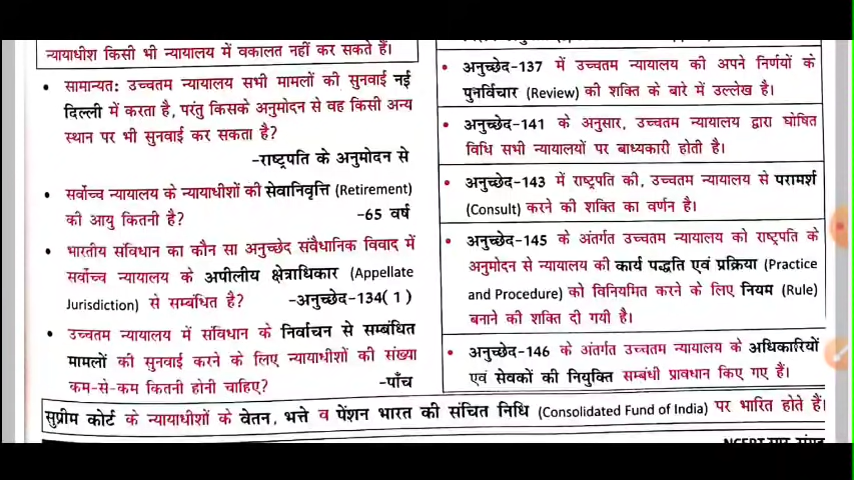 न्यायाधीश किसी भी न्यायालय में वकालत नहीं कर सकते हैं।
• सामान्यत: उच्चतम न्यायालय सभी मामलों की सुनवाई नई
दिल्ली में करता है, परंतु किसके अनुमोदन से वह किसी अन्य
स्थान पर भी सुनवाई कर सकता है?
-राष्ट्रपति के अनुमोदन से
• सर्वोच्च न्यायालय के न्यायाधीशों की सेवानिवृत्ति (Retirement)
की आयु कितनी है? -65 वर्ष
• भारतीय संविधान का कौन सा अनुच्छेद संवैधानिक विवाद में
सर्वोच्च न्यायालय के अपीलीय क्षेत्राधिकार (Appellate
Jurisdiction) से सम्बंधित है? -अनुच्छेद-134(1)
• उच्चतम न्यायालय में संविधान के निर्वाचन से सम्बंधित
मामलों की सुनवाई करने के लिए न्यायाधीशों की संख्या
कम-से-कम कितनी होनी चाहिए? -पाँच
• अनुच्छेद-137 में उच्चतम न्यायालय की अपने निर्णयों के
पुनर्विचार (Review) की शक्ति के बारे में उल्लेख है।
• अनुच्छेद-141 के अनुसार, उच्चतम न्यायालय द्वारा घोषित
विधि सभी न्यायालयों पर बाध्यकारी होती है।
• अनुच्छेद-143 में राष्ट्रपति की, उच्चतम न्यायालय से परामर्श
(Consult) करने की शक्ति का वर्णन है।
• अनुच्छेद-145 के अंतर्गत उच्चतम न्यायालय को राष्ट्रपति के
अनुमोदन से न्यायालय की कार्य पद्धति एवं प्रक्रिया (Practice
and Procedure) को विनियमित करने के लिए नियम (Rule)
बनाने की शक्ति दी गयी है।
• अनुच्छेद-146 के अंतर्गत उच्चतम न्यायालय के अधिकारियों
एवं सेवकों की नियुक्ति सम्बंधी प्रावधान किए गए हैं।
सुप्रीम कोर्ट के न्यायाधीशों के वेतन, भत्ते व पेंशन भारत की संचित निधि (Consolidated Fund of India) पर भारित होते हैं।